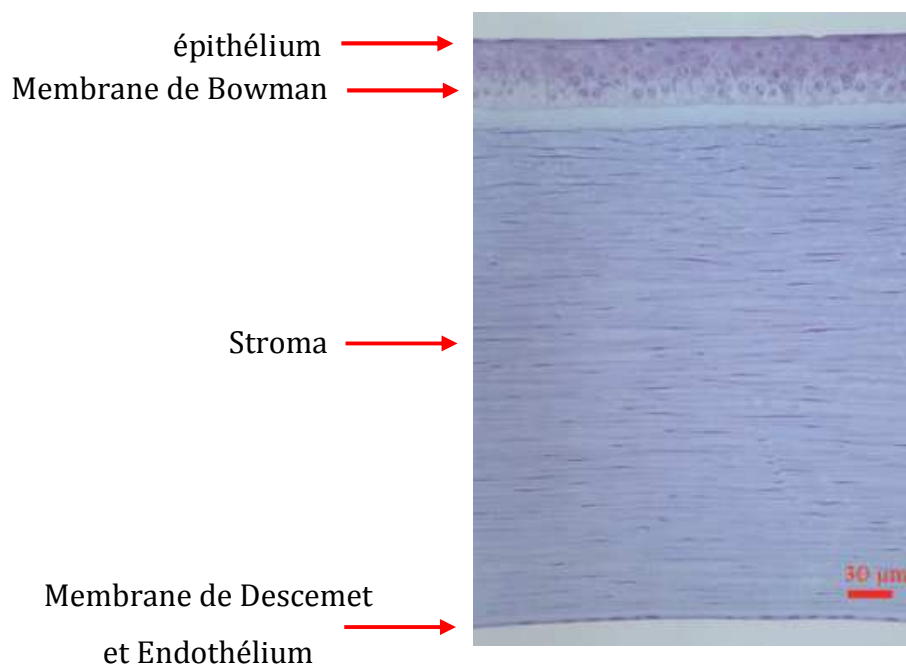 épithélium
Membrane de Bowman
Stroma
30 µm
Membrane de Descemet
et Endothélium